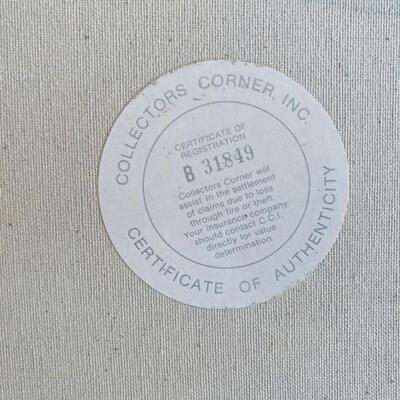 COLLECTORS CORNER, INC.
CERTIFICATE OF
REGISTRATION
B 31849
Collectors Corner will
assist in the settlement
of claims due to loss
through fire or theft.
Your insurance company
should contact C.C.I.
directly for value
determination.
CERTIFICATE OF AUTHENTICITY